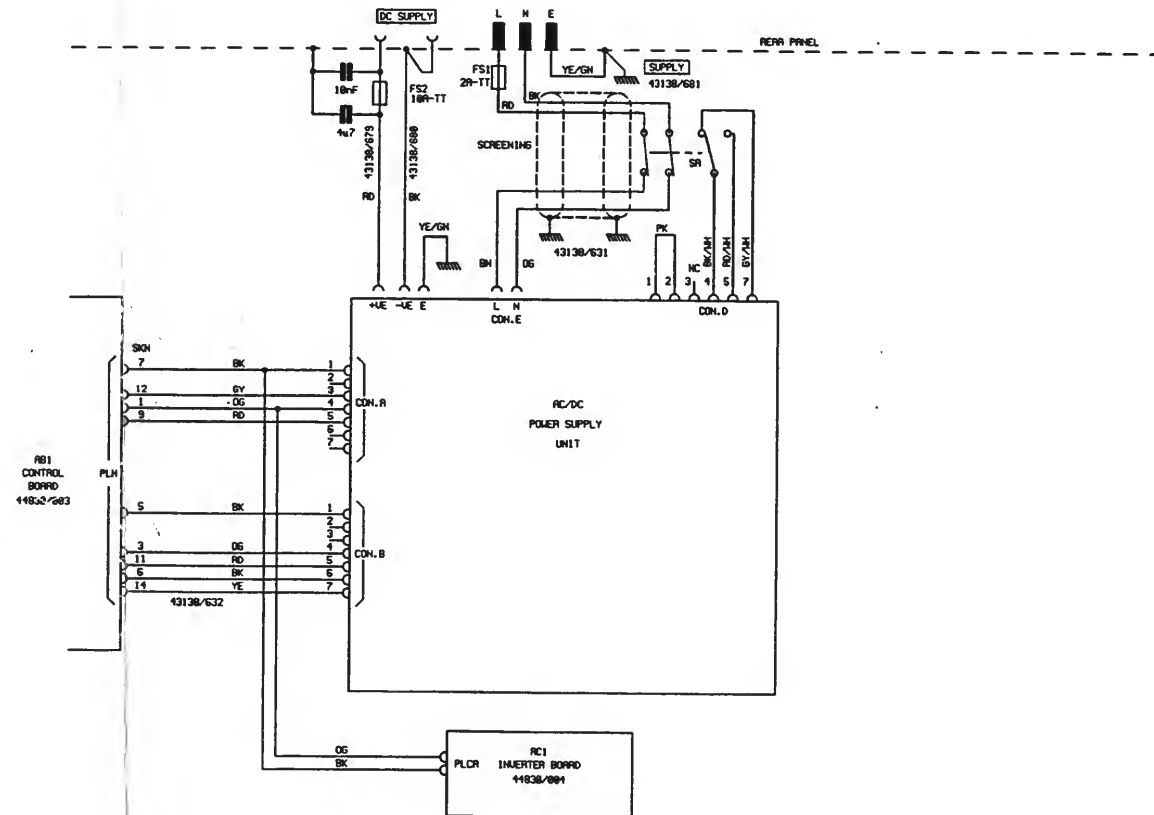 DC SUPPLY
L N E
REAR PANEL
FS1
2A-TT
YE/GN
SUPPLY
43138/681
10nF
FS2
10A-TT
4u7
BK
RD
43138/679
43138/680
SCREENING
SA
RD
BK
YE/GN
PK
43138/631
BN
OG
NC
BK/WH
RD/WH
GY/WH
1 2 3 4 5 7
+VE -VE E
L N
CON.E
CON.D
SKN
7 BK 1
2
12 GY 3
1 OG 4
CON.A
9 RD 5
6
7
AC/DC
POWER SUPPLY
UNIT
AB1
CONTROL
BOARD
PLN
5 BK 1
2
3
3 OG 4
CON.B
11 RD 5
6 BK 6
14 YE 7
43138/632
OG
BK
PLCR
AC1
INVERTER BOARD